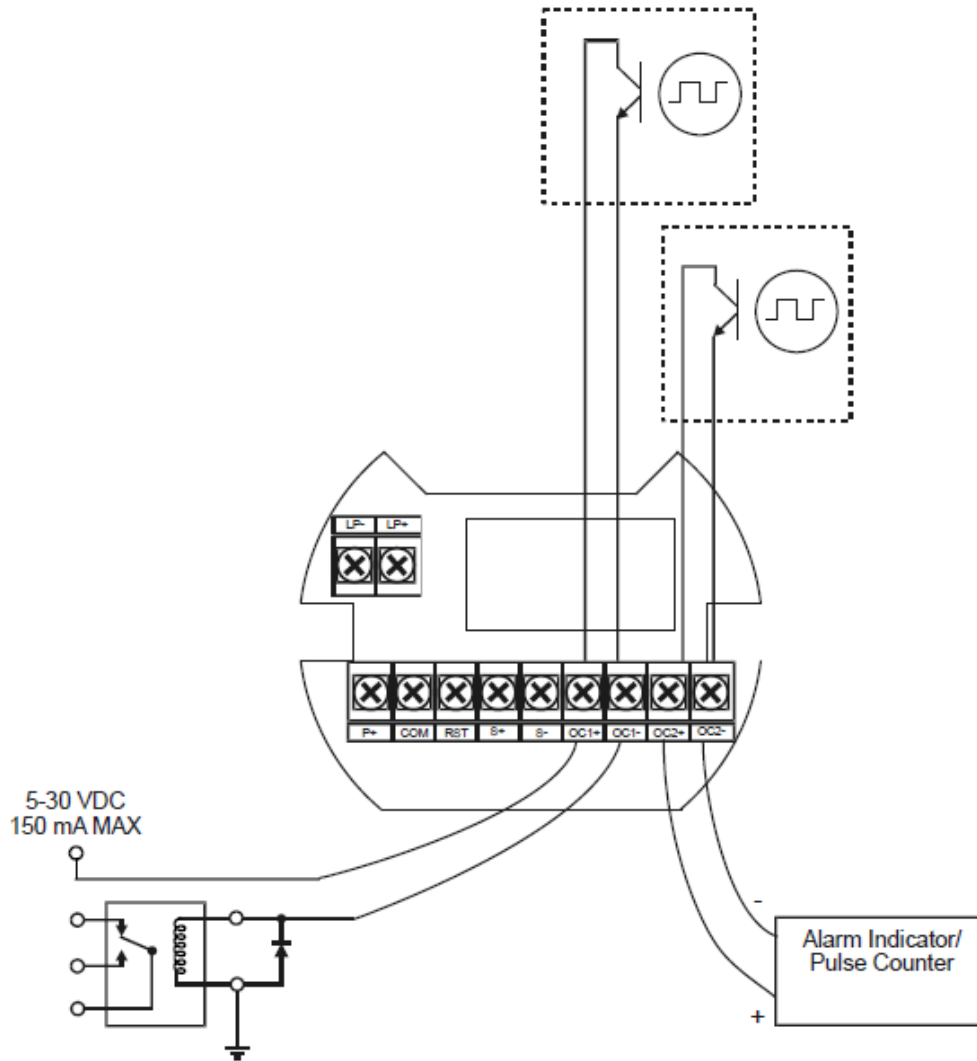 LP- LP+
P+ COM RST S+ S- OC1+ OC1- OC2+ OC2-
5-30 VDC
150 mA MAX
-
Alarm Indicator/
Pulse Counter
+